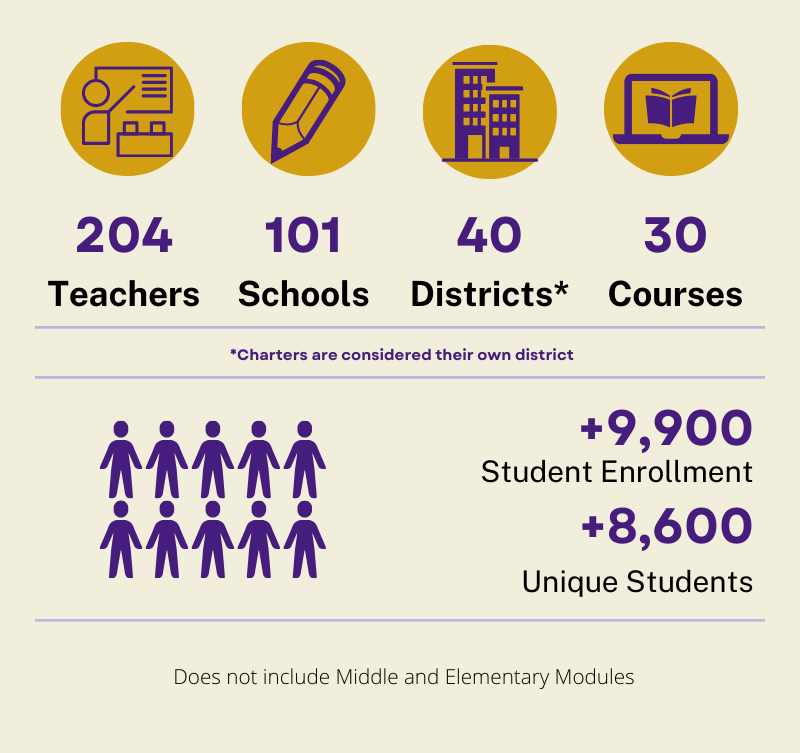 204 101 40 30
Teachers Schools Districts* Courses
*Charters are considered their own district
+9,900
Student Enrollment
+8,600
Unique Students
Does not include Middle and Elementary Modules